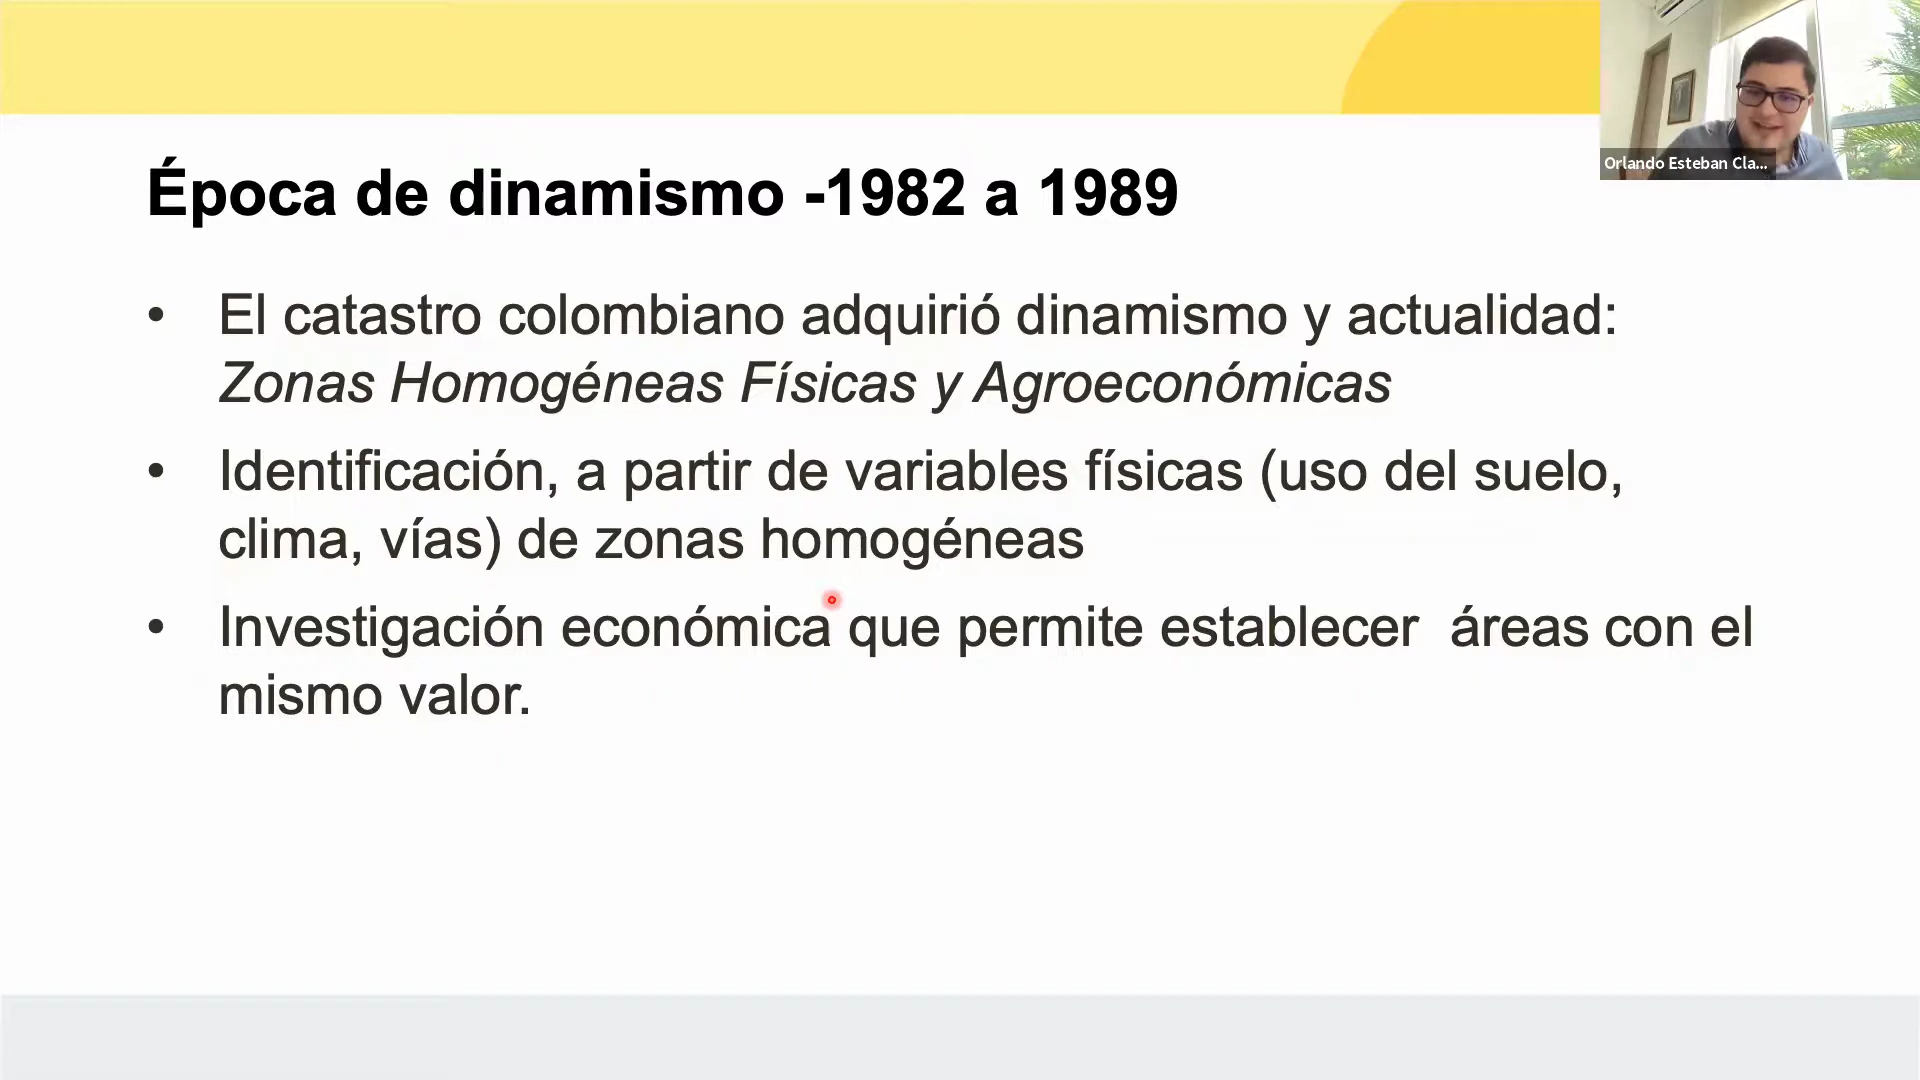 Orlando Esteban Cla...
Época de dinamismo -1982 a 1989
• El catastro colombiano adquirió dinamismo y actualidad:
Zonas Homogéneas Físicas y Agroeconómicas
• Identificación, a partir de variables físicas (uso del suelo,
clima, vías) de zonas homogéneas
• Investigación económica que permite establecer  áreas con el
mismo valor.